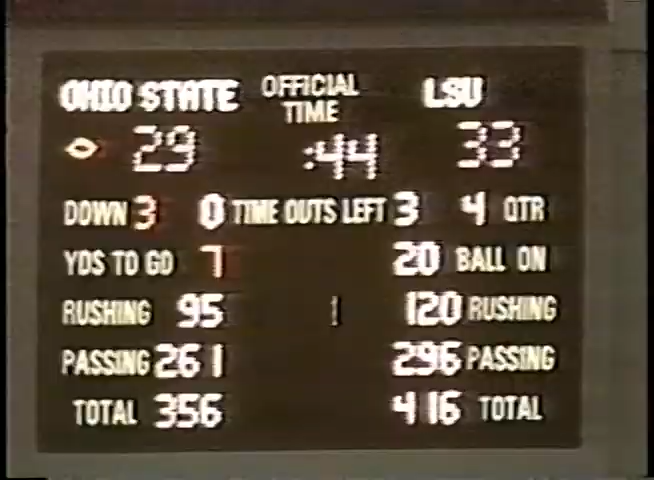 OHIO STATE OFFICIAL TIME LSU
29 :44 33
DOWN 3 0 TIME OUTS LEFT 3 4 QTR
YDS TO GO 7 20 BALL ON
RUSHING 95 120 RUSHING
PASSING 261 296 PASSING
TOTAL 356 416 TOTAL